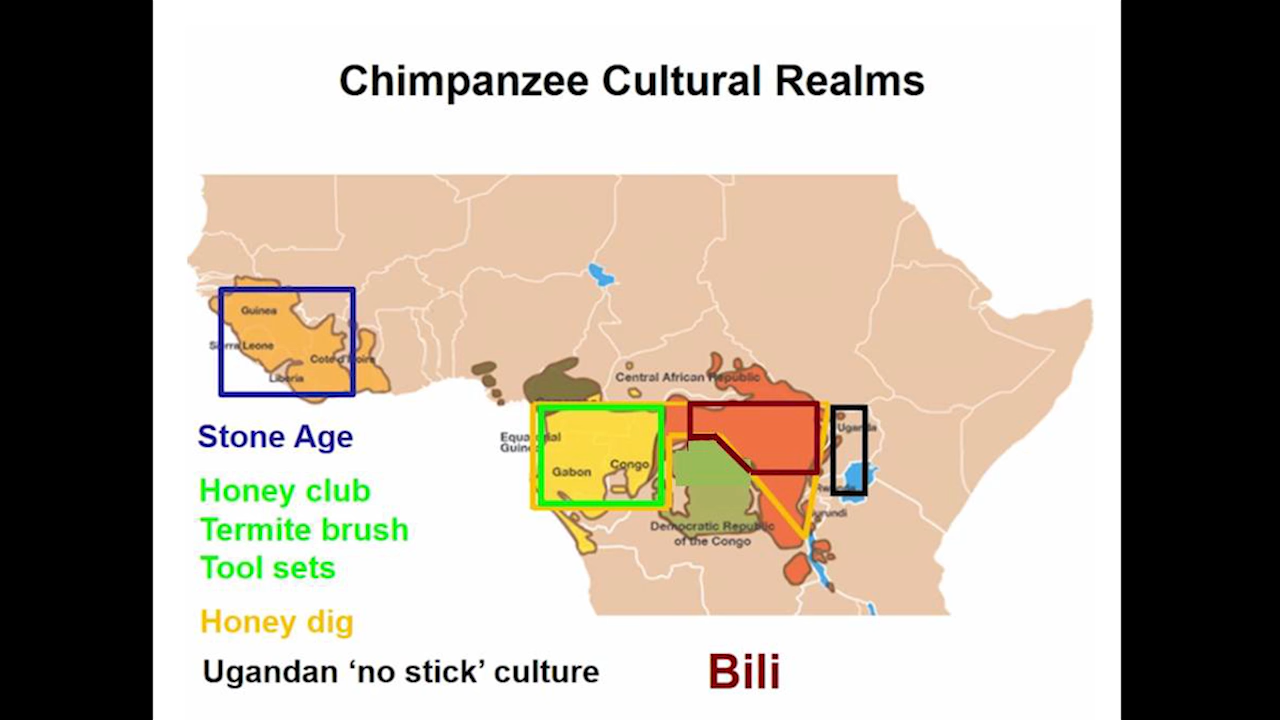 Chimpanzee Cultural Realms
Guinea
Sierra Leone
Cote d'Ivoire
Liberia
Central African Republic
Equatorial
Guinea
Gabon
Congo
Uganda
Rwanda
Burundi
Democratic Republic
of the Congo
Stone Age
Honey club
Termite brush
Tool sets
Honey dig
Ugandan ‘no stick’ culture
Bili